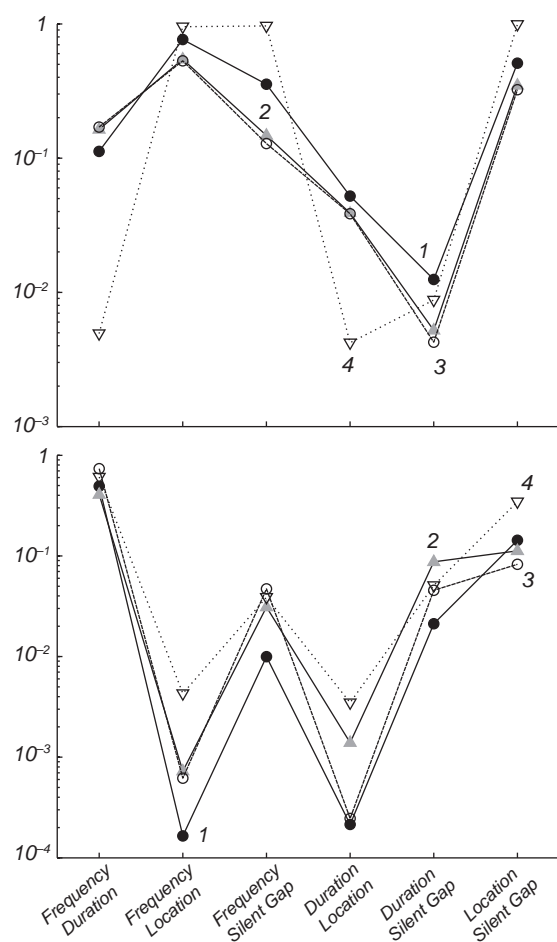 1
10⁻¹
10⁻²
10⁻³
2
1
3
4
1
10⁻¹
10⁻²
10⁻³
10⁻⁴
4
2
3
1
Frequency
Duration
Frequency
Location
Frequency
Silent Gap
Duration
Location
Duration
Silent Gap
Location
Silent Gap